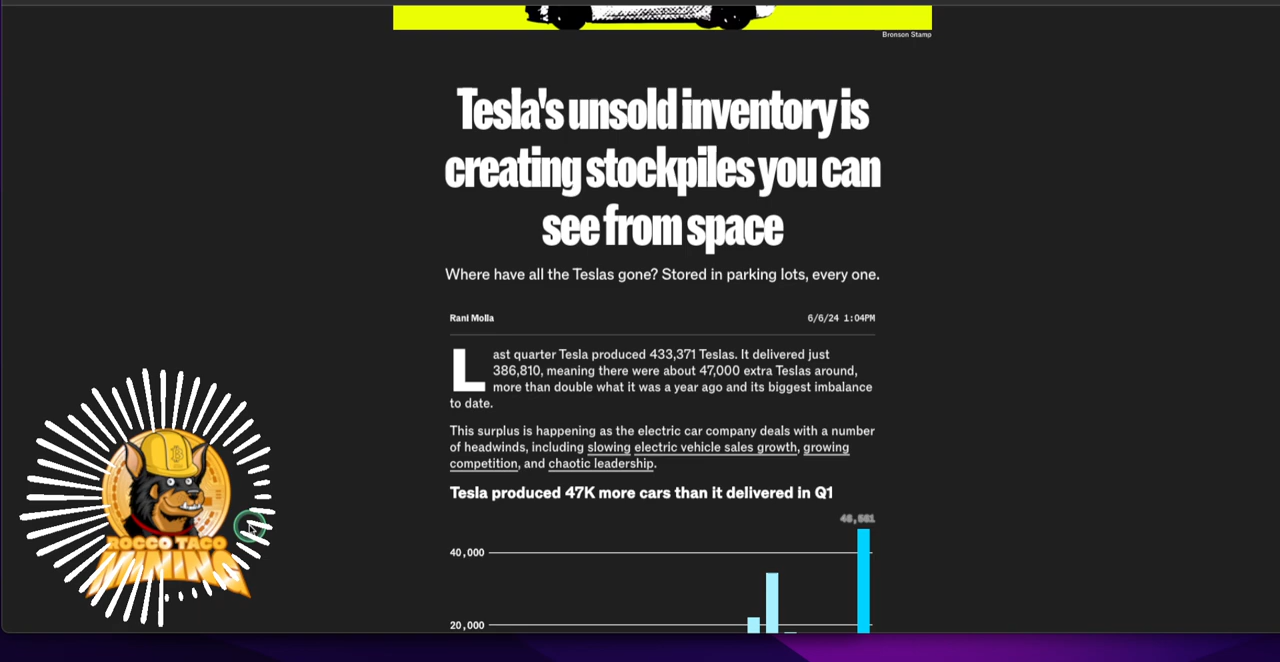 Bronson Stamp
Tesla's unsold inventory is
creating stockpiles you can
see from space
Where have all the Teslas gone? Stored in parking lots, every one.
Rani Molla
6/6/24 1:04PM
Last quarter Tesla produced 433,371 Teslas. It delivered just
386,810, meaning there were about 47,000 extra Teslas around,
more than double what it was a year ago and its biggest imbalance
to date.
This surplus is happening as the electric car company deals with a number
of headwinds, including slowing electric vehicle sales growth, growing
competition, and chaotic leadership.
Tesla produced 47K more cars than it delivered in Q1
46,561
40,000
20,000
ROCCO TACO
MINING